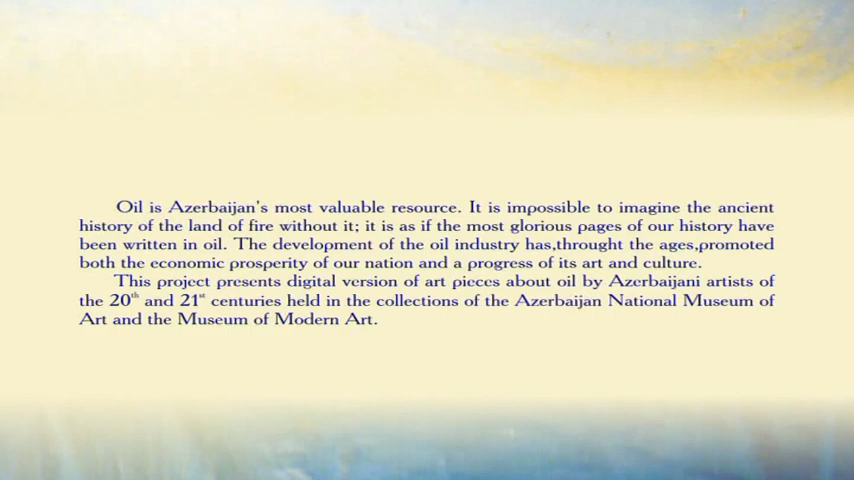 Oil is Azerbaijan's most valuable resource. It is impossible to imagine the ancient
history of the land of fire without it; it is as if the most glorious pages of our history have
been written in oil. The development of the oil industry has,throught the ages,promoted
both the economic prosperity of our nation and a progress of its art and culture.
This project presents digital version of art pieces about oil by Azerbaijani artists of
the 20th and 21st centuries held in the collections of the Azerbaijan National Museum of
Art and the Museum of Modern Art.